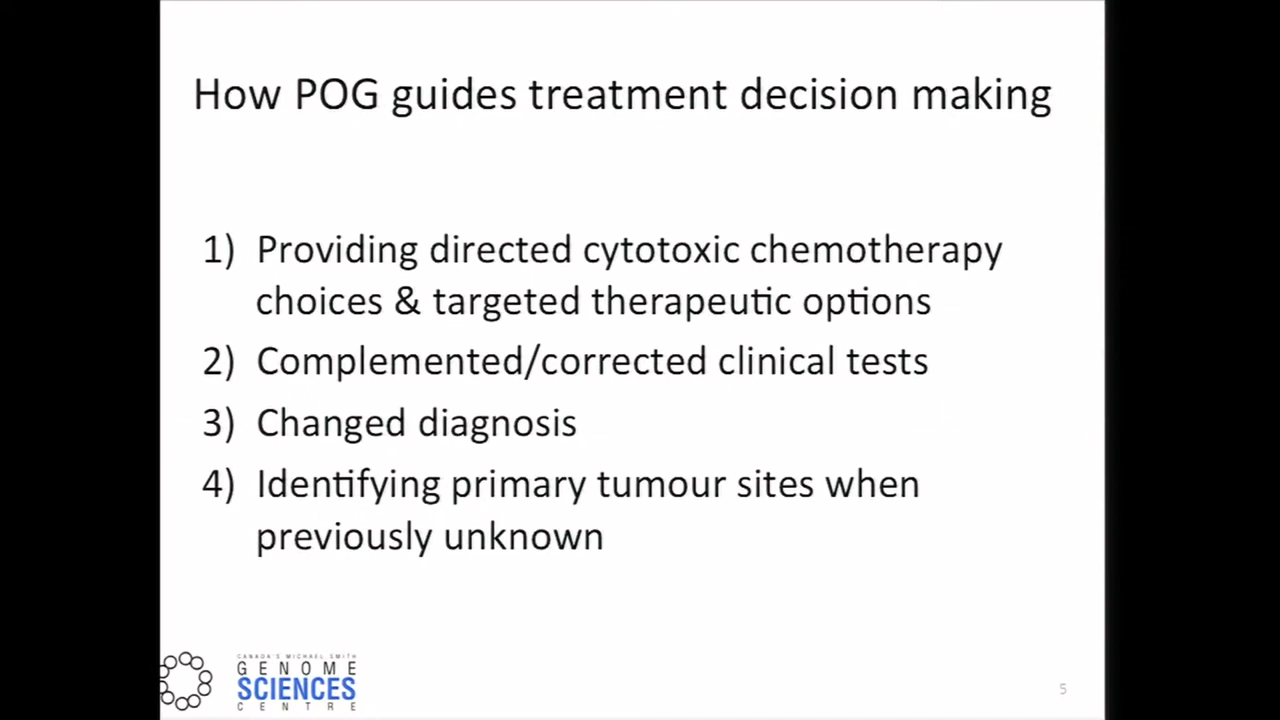 How POG guides treatment decision making
1) Providing directed cytotoxic chemotherapy
choices & targeted therapeutic options
2) Complemented/corrected clinical tests
3) Changed diagnosis
4) Identifying primary tumour sites when
previously unknown
CANADA'S MICHAEL SMITH
GENOME
SCIENCES
CENTRE
5